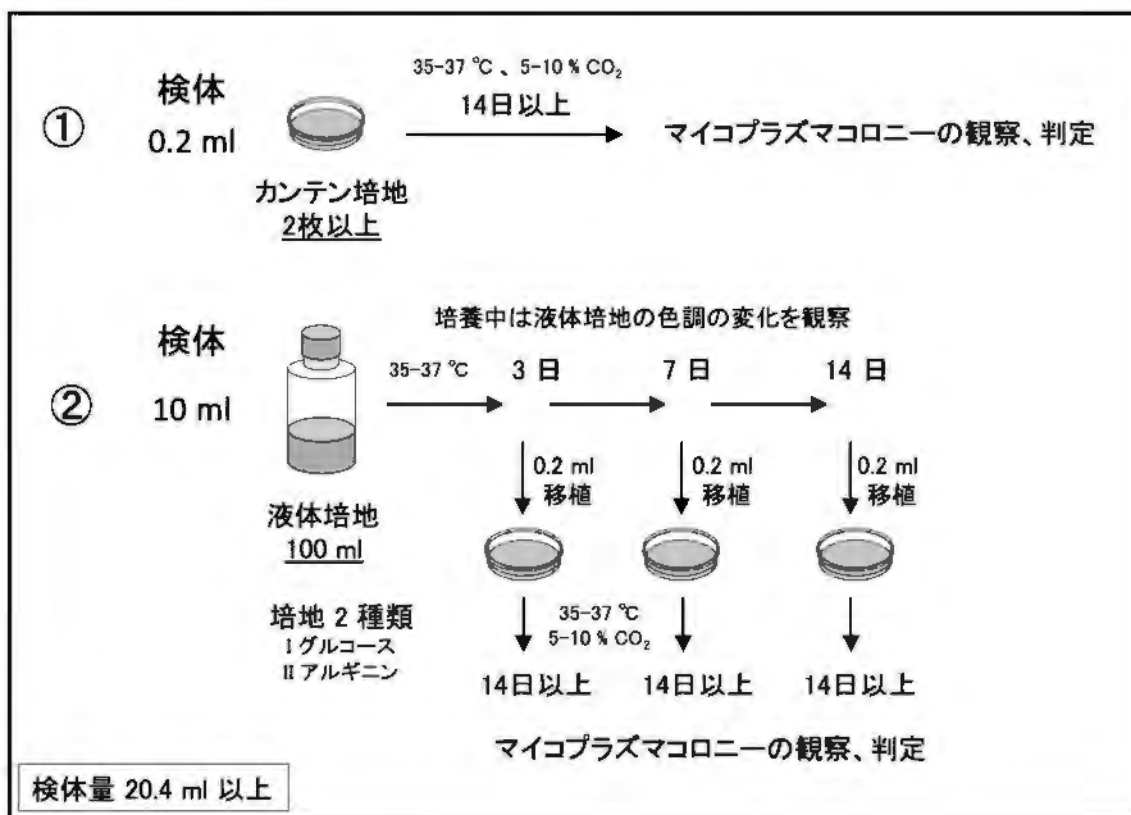 ①
検体
0.2 ml
カンテン培地
2枚以上
35-37 ℃ 、 5-10 % CO₂
14日以上
マイコプラズマコロニーの観察、判定
②
検体
10 ml
液体培地
100 ml
培地 2 種類
I グルコース
II アルギニン
培養中は液体培地の色調の変化を観察
35-37 ℃
3 日
7 日
14 日
0.2 ml
移植
0.2 ml
移植
0.2 ml
移植
35-37 ℃
5-10 % CO₂
14日以上
14日以上
14日以上
マイコプラズマコロニーの観察、判定
検体量 20.4 ml 以上